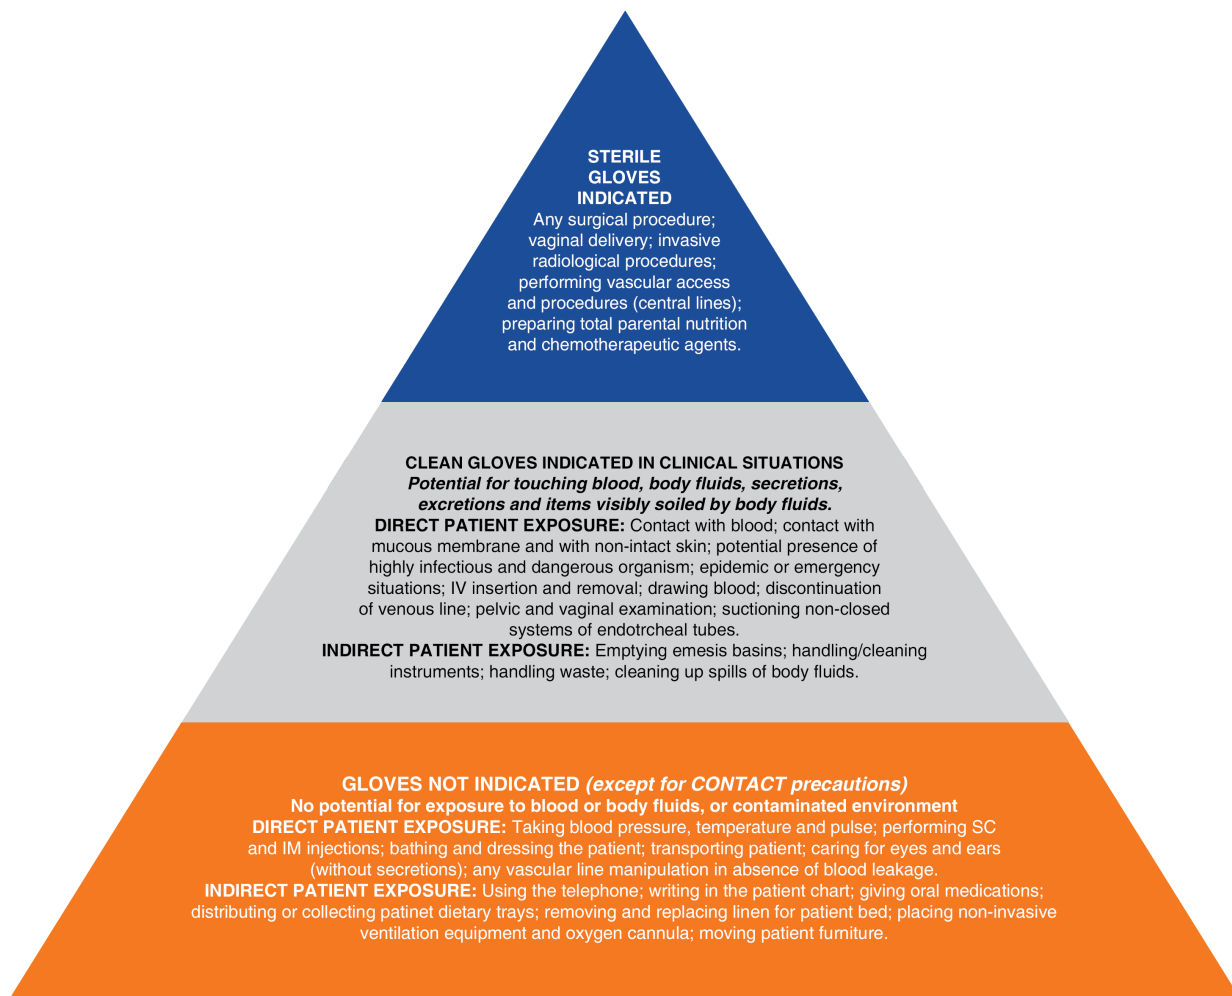 STERILE
GLOVES
INDICATED
Any surgical procedure;
vaginal delivery; invasive
radiological procedures;
performing vascular access
and procedures (central lines);
preparing total parental nutrition
and chemotherapeutic agents.
CLEAN GLOVES INDICATED IN CLINICAL SITUATIONS
Potential for touching blood, body fluids, secretions,
excretions and items visibly soiled by body fluids.
DIRECT PATIENT EXPOSURE: Contact with blood; contact with
mucous membrane and with non-intact skin; potential presence of
highly infectious and dangerous organism; epidemic or emergency
situations; IV insertion and removal; drawing blood; discontinuation
of venous line; pelvic and vaginal examination; suctioning non-closed
systems of endotrcheal tubes.
INDIRECT PATIENT EXPOSURE: Emptying emesis basins; handling/cleaning
instruments; handling waste; cleaning up spills of body fluids.
GLOVES NOT INDICATED (except for CONTACT precautions)
No potential for exposure to blood or body fluids, or contaminated environment
DIRECT PATIENT EXPOSURE: Taking blood pressure, temperature and pulse; performing SC
and IM injections; bathing and dressing the patient; transporting patient; caring for eyes and ears
(without secretions); any vascular line manipulation in absence of blood leakage.
INDIRECT PATIENT EXPOSURE: Using the telephone; writing in the patient chart; giving oral medications;
distributing or collecting patinet dietary trays; removing and replacing linen for patient bed; placing non-invasive
ventilation equipment and oxygen cannula; moving patient furniture.